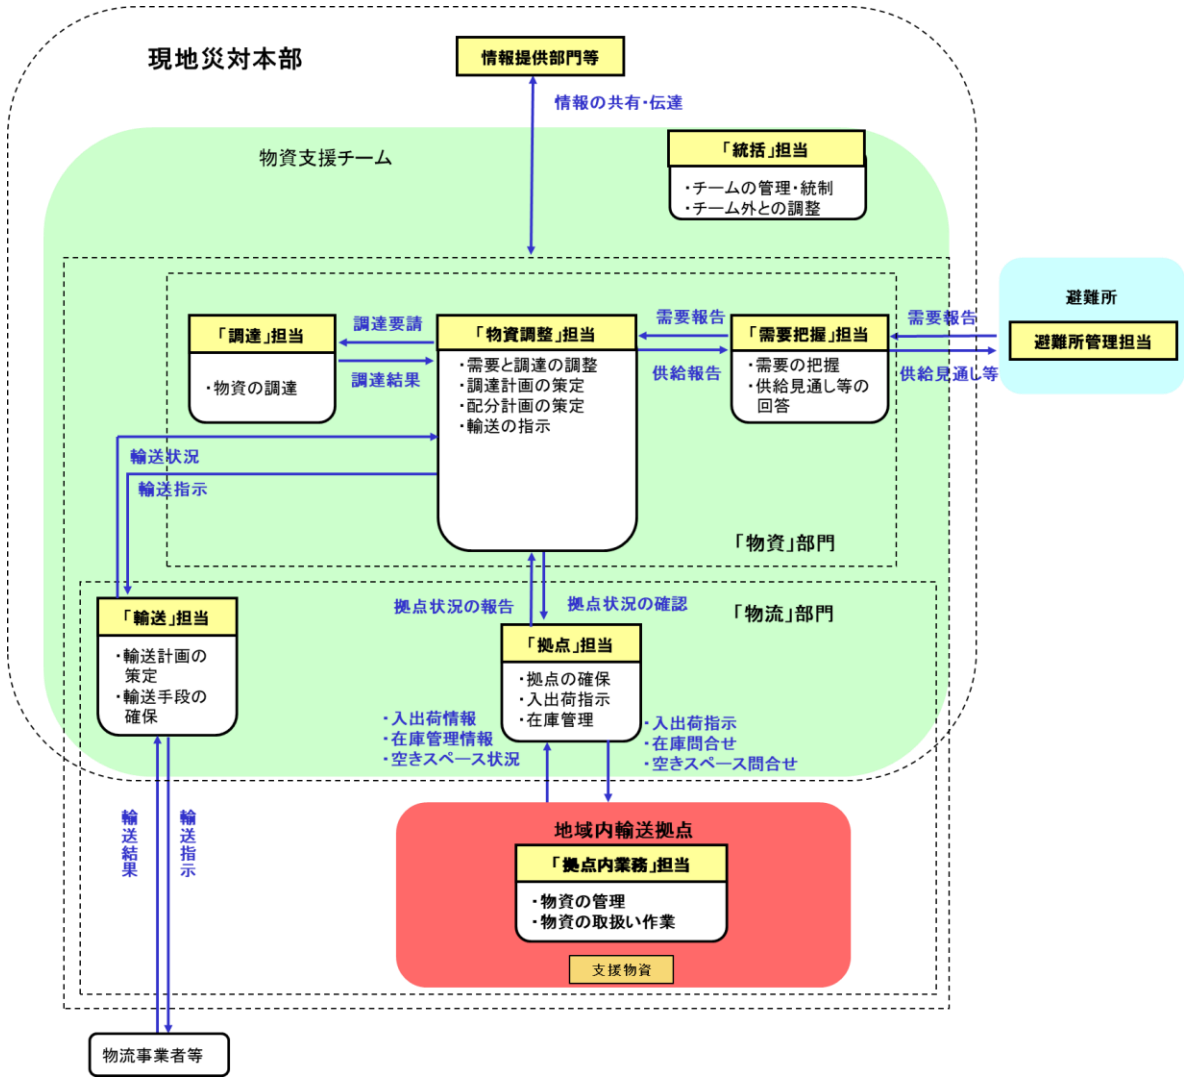 現地災対本部
情報提供部門等
情報の共有・伝達
物資支援チーム
「統括」担当
・チームの管理・統制
・チーム外との調整
避難所
避難所管理担当
「調達」担当
・物資の調達
調達要請
調達結果
「物資調整」担当
・需要と調達の調整
・調達計画の策定
・配分計画の策定
・輸送の指示
需要報告
供給報告
「需要把握」担当
・需要の把握
・供給見通し等の
回答
需要報告
供給見通し等
輸送状況
輸送指示
「物資」部門
「物流」部門
拠点状況の報告
拠点状況の確認
「輸送」担当
・輸送計画の
策定
・輸送手段の
確保
「拠点」担当
・拠点の確保
・入出荷指示
・在庫管理
・入出荷情報
・在庫管理情報
・空きスペース状況
・入出荷指示
・在庫問合せ
・空きスペース問合せ
輸送結果
輸送指示
地域内輸送拠点
「拠点内業務」担当
・物資の管理
・物資の取扱い作業
支援物資
物流事業者等